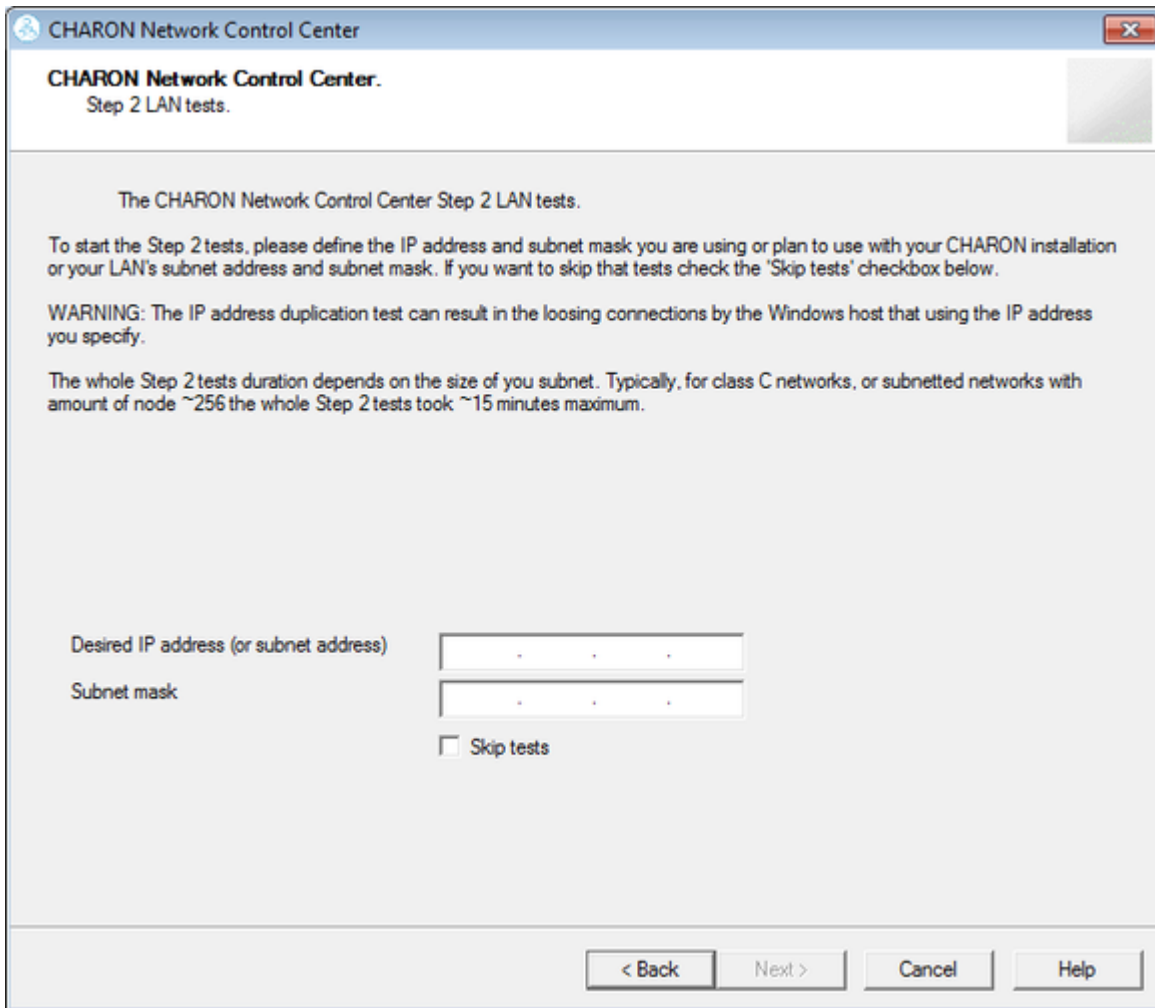 CHARON Network Control Center
CHARON Network Control Center.
Step 2 LAN tests.
The CHARON Network Control Center Step 2 LAN tests.
To start the Step 2 tests, please define the IP address and subnet mask you are using or plan to use with your CHARON installation
or your LAN's subnet address and subnet mask. If you want to skip that tests check the 'Skip tests' checkbox below.
WARNING: The IP address duplication test can result in the loosing connections by the Windows host that using the IP address
you specify.
The whole Step 2 tests duration depends on the size of you subnet. Typically, for class C networks, or subnetted networks with
amount of node ~256 the whole Step 2 tests took ~15 minutes maximum.
Desired IP address (or subnet address) . . .
Subnet mask . . .
Skip tests
< Back Next > Cancel Help